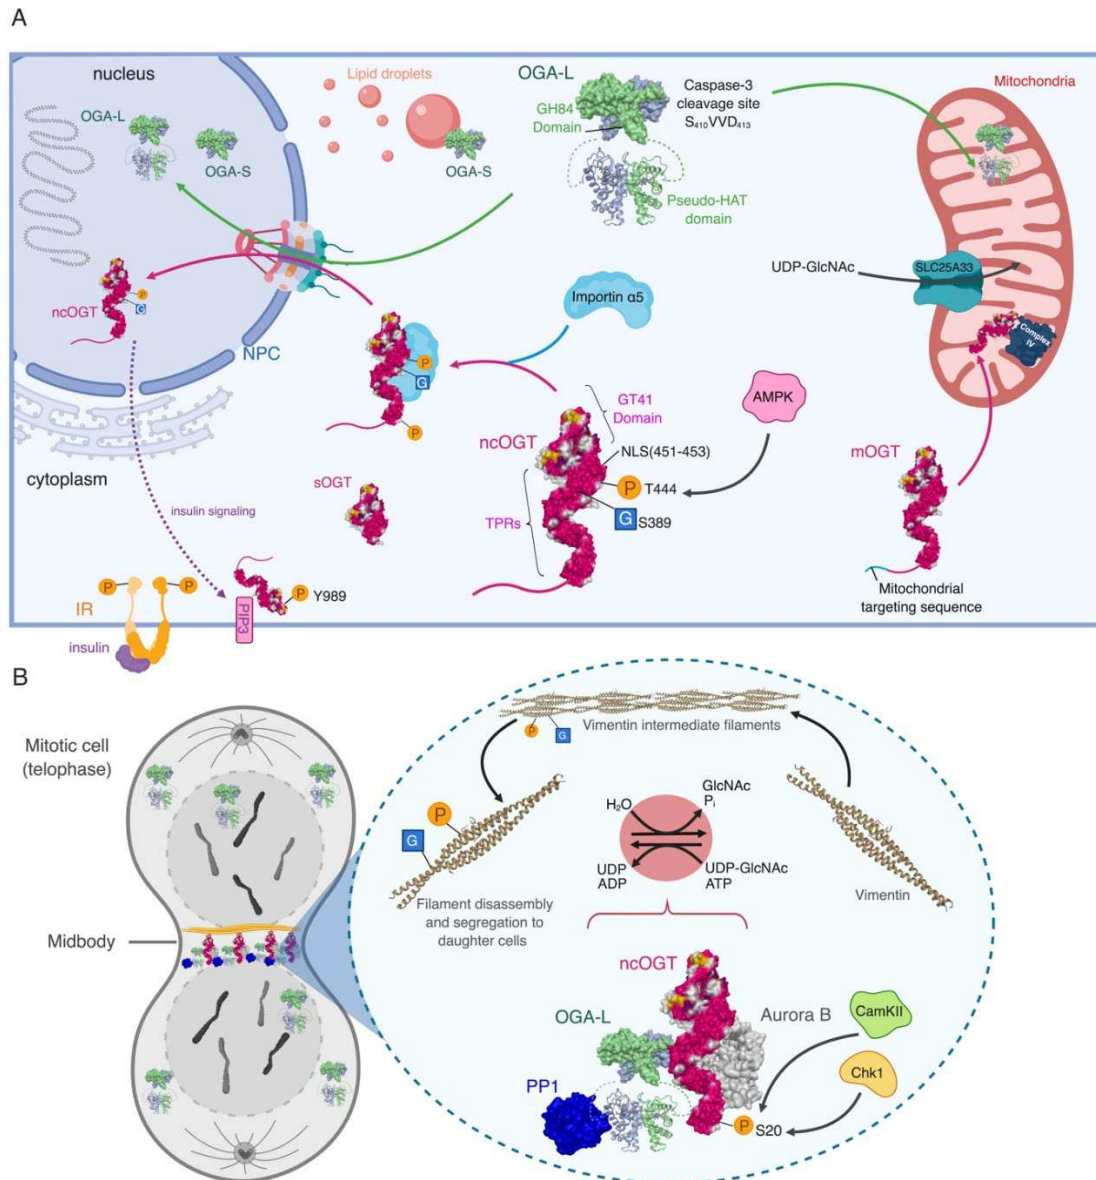 A
nucleus
OGA-L
OGA-S
Lipid droplets
OGA-S
OGA-L
GH84
Domain
Caspase-3
cleavage site
S410VVD413
Pseudo-HAT
domain
Mitochondria
UDP-GlcNAc
SLC25A33
Complex
IV
ncOGT
P
G
NPC
Importin α5
P
G
P
cytoplasm
insulin signaling
sOGT
ncOGT
GT41
Domain
NLS(451-453)
P T444
G S389
TPRs
AMPK
mOGT
Mitochondrial
targeting sequence
P
P
IR
insulin
PIP3
P Y989
B
Mitotic cell
(telophase)
Midbody
Vimentin intermediate filaments
P
G
P
G
Filament disassembly
and segregation to
daughter cells
H2O
GlcNAc
Pi
UDP
ADP
UDP-GlcNAc
ATP
Vimentin
ncOGT
OGA-L
Aurora B
PP1
P S20
CamKII
Chk1